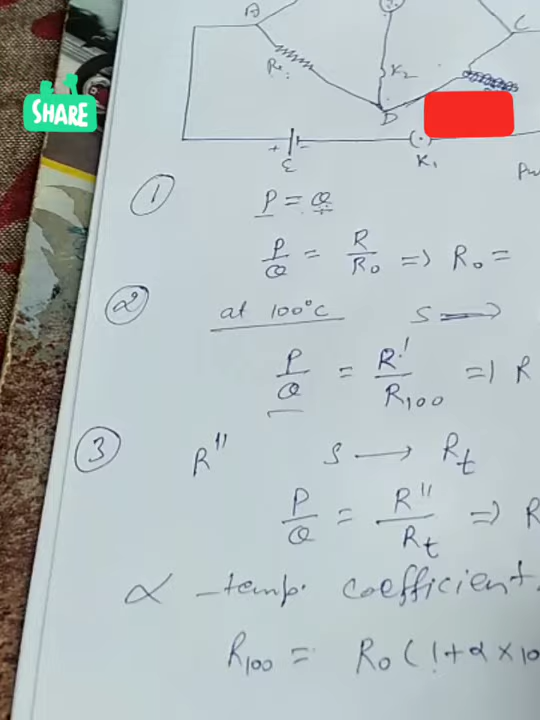 SHARE
C
K2
D
+
ε
K1
① P = Q
P/Q = R/R0 => R0 =
② at 100°C S →
P/Q = R'/R100 => R
③ R" S → Rt
P/Q = R"/Rt => R
α - temp. coefficient.
R100 = R0 (1+α×10